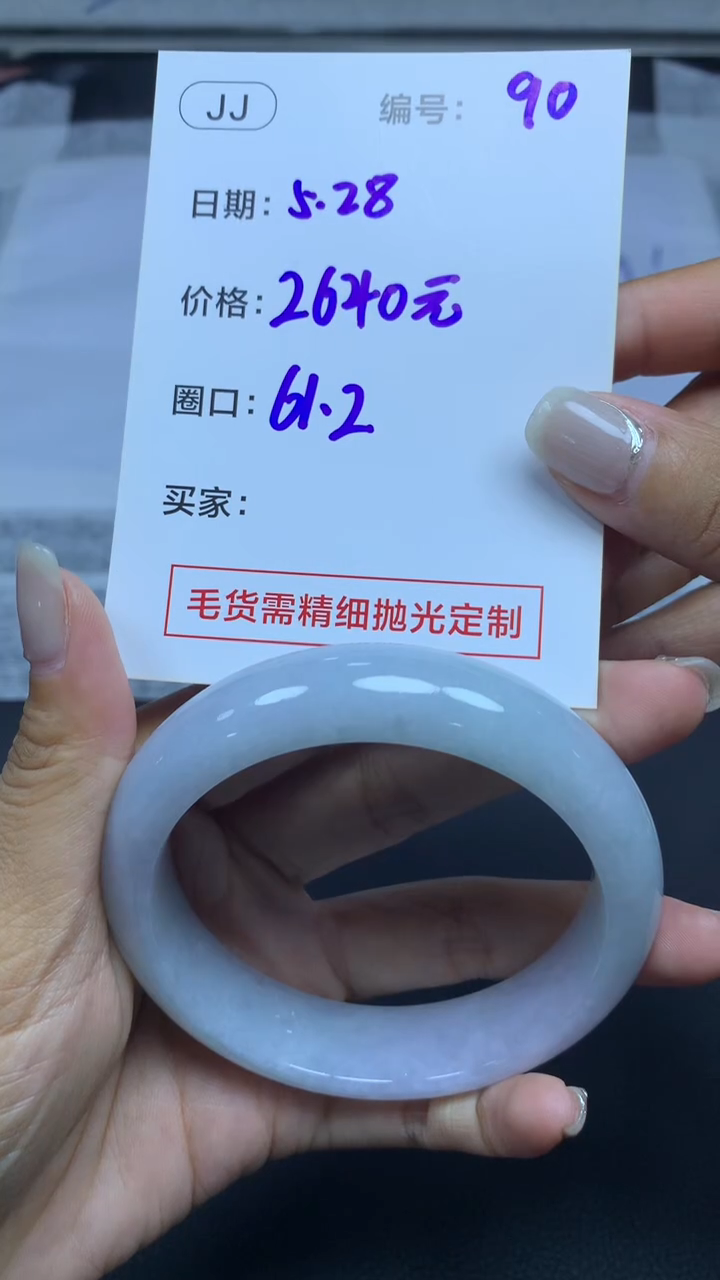 JJ 编号: 90
日期: 5.28
价格: 2640元
圈口: 61.2
买家:
毛货需精细抛光定制